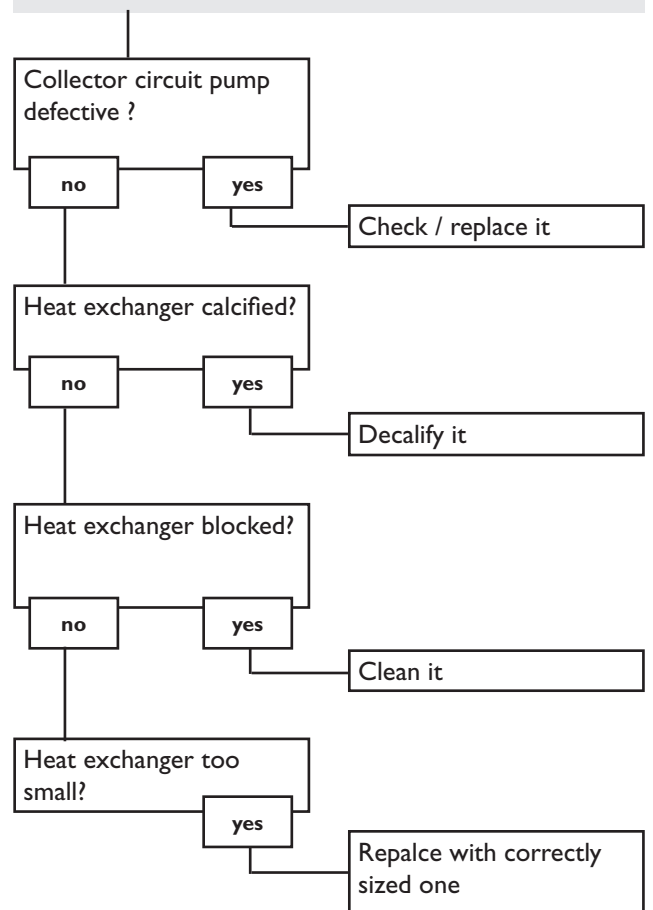 Collector circuit pump
defective ?
no
yes
Check / replace it
Heat exchanger calcified?
no
yes
Decalify it
Heat exchanger blocked?
no
yes
Clean it
Heat exchanger too
small?
yes
Repalce with correctly
sized one